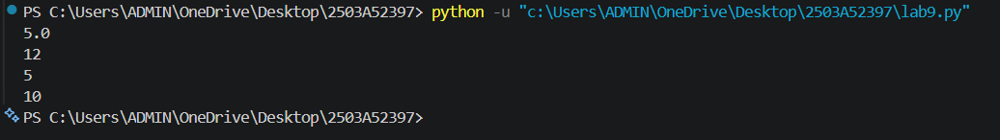 PS C:\Users\ADMIN\OneDrive\Desktop\2503A52397> python -u "c:\Users\ADMIN\OneDrive\Desktop\2503A52397\lab9.py"
5.0
12
5
10
PS C:\Users\ADMIN\OneDrive\Desktop\2503A52397>